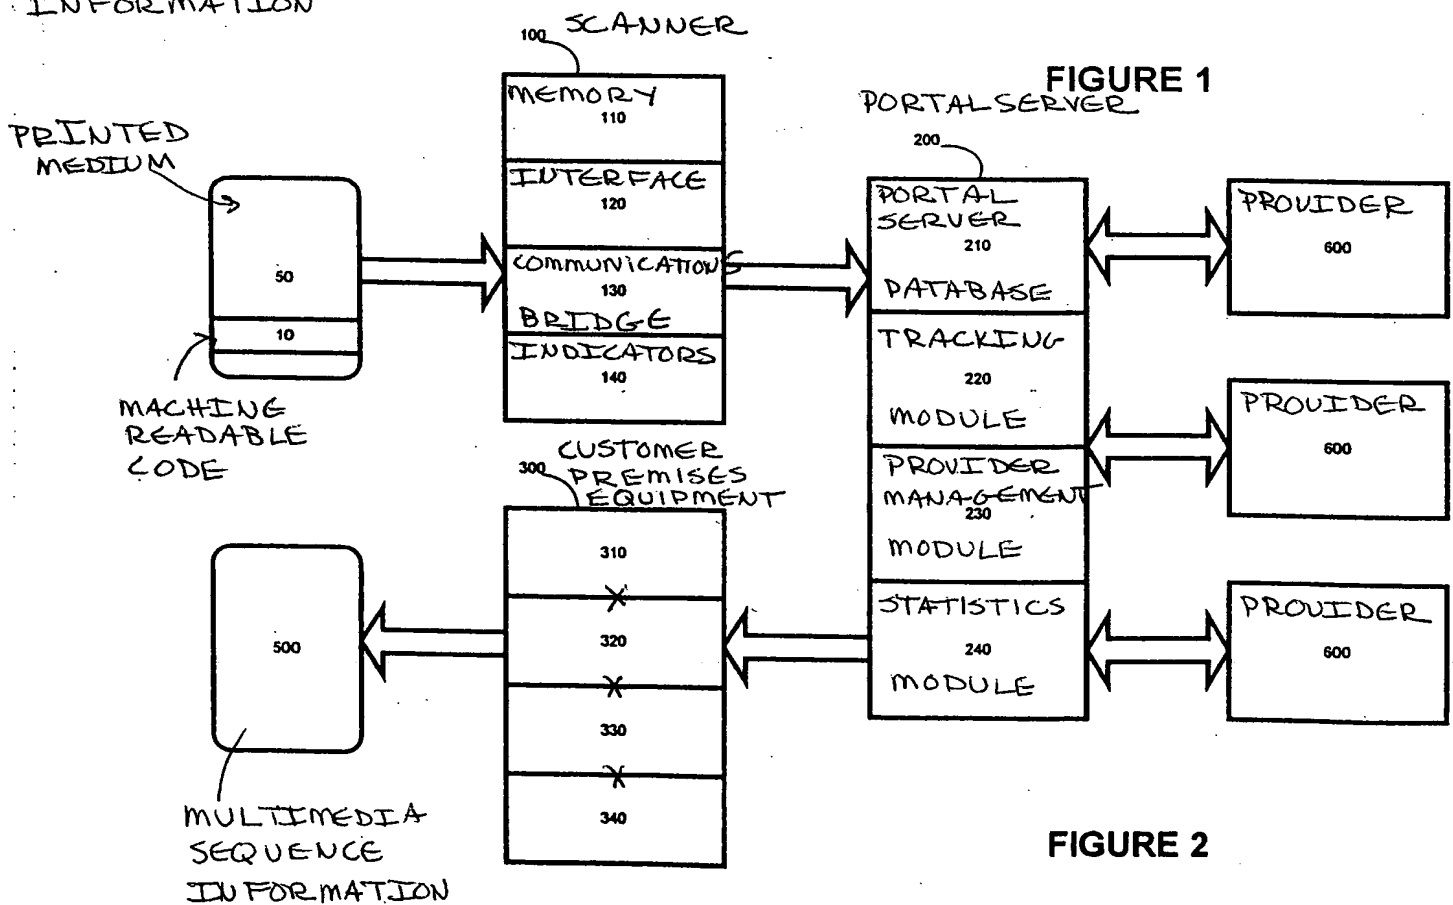 INFORMATION
SCANNER
100
FIGURE 1
MEMORY
110
PORTAL SERVER
200
PRINTED
MEDIUM
INTERFACE
120
PORTAL
SERVER
210
DATABASE
PROVIDER
600
COMMUNICATIONS
130
BRIDGE
50
10
INDICATORS
140
TRACKING
220
MODULE
PROVIDER
600
MACHINE
READABLE
CODE
CUSTOMER
PREMISES
EQUIPMENT
300
PROVIDER
MANAGEMENT
230
MODULE
310
320
330
340
500
STATISTICS
240
MODULE
PROVIDER
600
MULTIMEDIA
SEQUENCE
INFORMATION
FIGURE 2